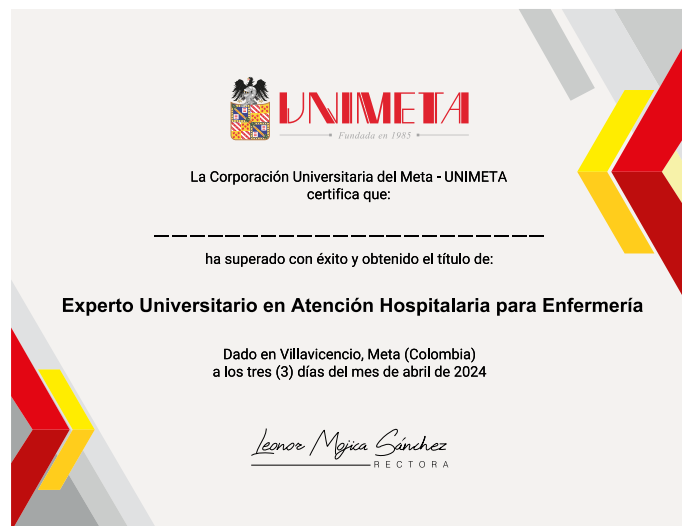 UNIMETA
Fundada en 1985
La Corporación Universitaria del Meta - UNIMETA
certifica que:
ha superado con éxito y obtenido el título de:
Experto Universitario en Atención Hospitalaria para Enfermería
Dado en Villavicencio, Meta (Colombia)
a los tres (3) días del mes de abril de 2024
Leonor Mojica Sánchez
RECTORA